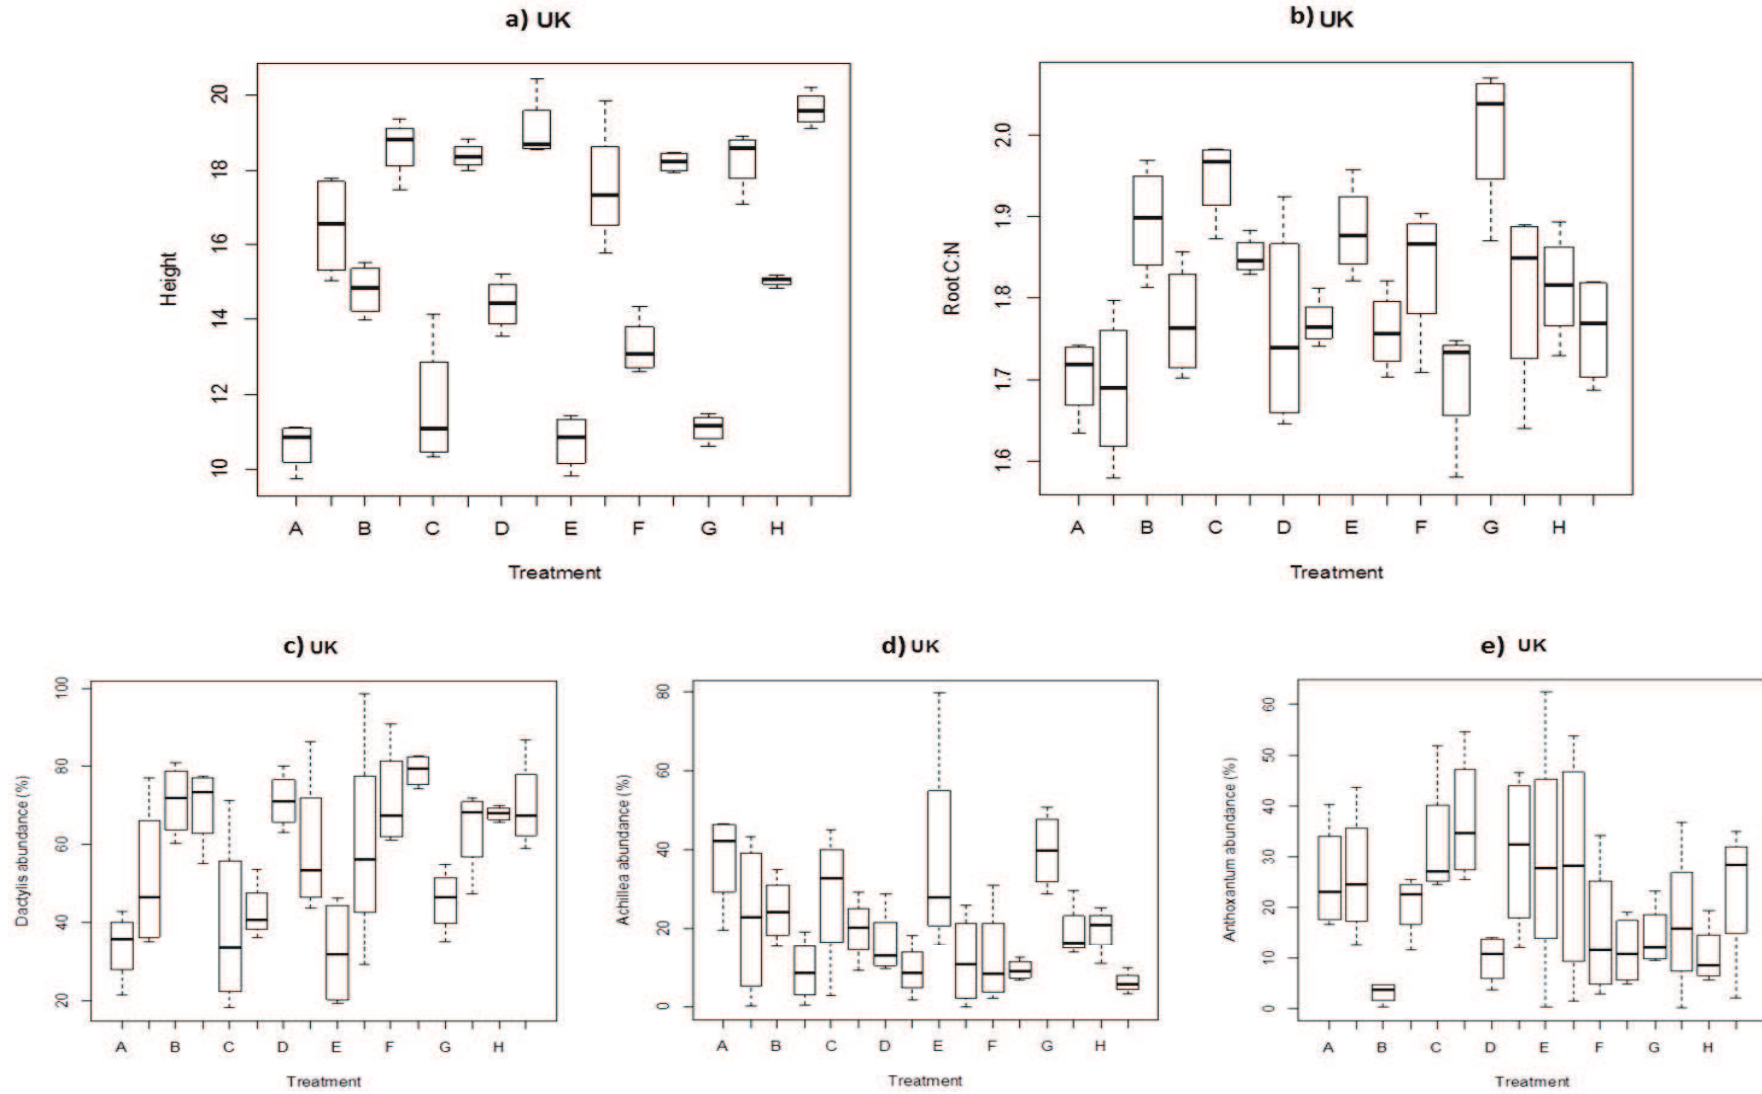 a) UK
Height
20
18
16
14
12
10
A B C D E F G H
Treatment
b) UK
Root C:N
2.0
1.9
1.8
1.7
1.6
A B C D E F G H
Treatment
c) UK
Dactylis abundance (%)
100
80
60
40
20
A B C D E F G H
Treatment
d) UK
Achillea abundance (%)
80
60
40
20
0
A B C D E F G H
Treatment
e) UK
Anthoxantum abundance (%)
60
50
40
30
20
10
0
A B C D E F G H
Treatment